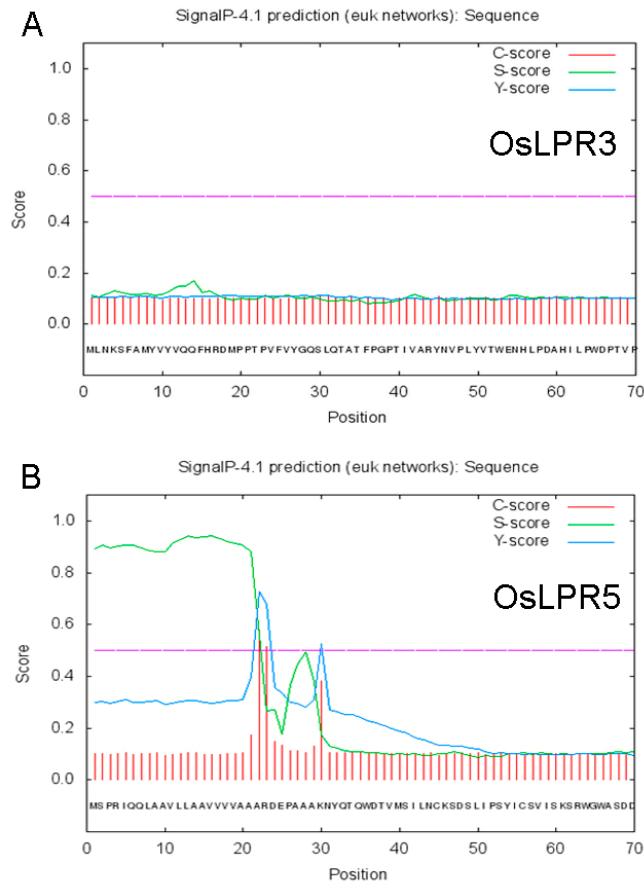 A
SignalP-4.1 prediction (euk networks): Sequence
C-score
S-score
Y-score
OsLPR3
1.0
0.8
0.6
0.4
0.2
0.0
Score
MLNKSFAMYVYVQQFHRDMPPTPVFVYGQSLQTATFPGPTIVARYNVPLYVTWENHLPDAHILPWDPTVP
0 10 20 30 40 50 60 70
Position
B
SignalP-4.1 prediction (euk networks): Sequence
C-score
S-score
Y-score
OsLPR5
1.0
0.8
0.6
0.4
0.2
0.0
Score
MSPRIQQLAAVLLAAVVVVAAARDEPAAAKNYQTQWDTVMSILNCKSDSLIPSYICSVISKSRWGWASDD
0 10 20 30 40 50 60 70
Position